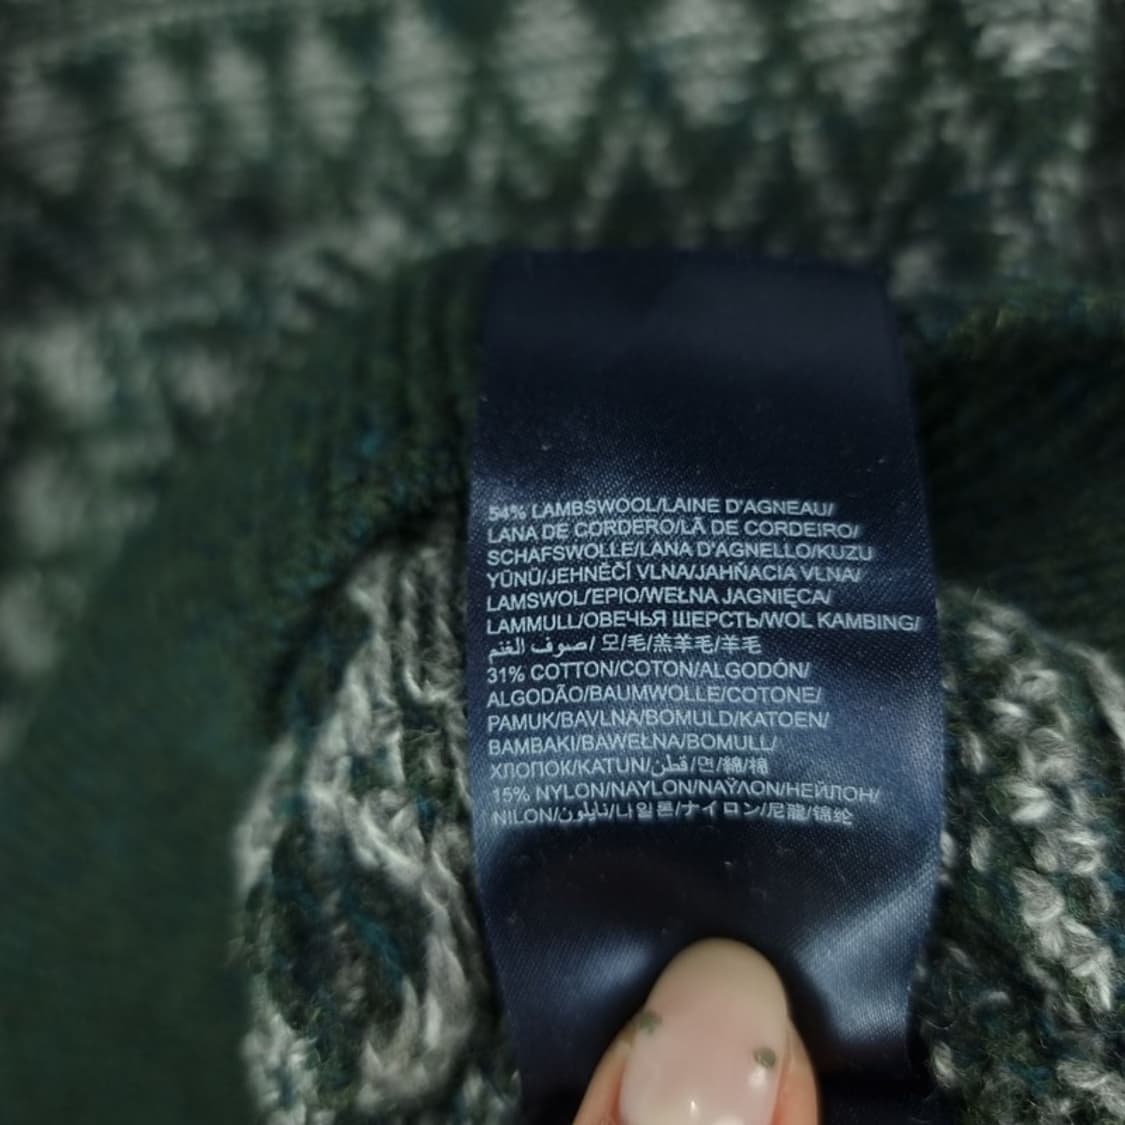 54% LAMBSWOOL/LAINE D'AGNEAU/
LANA DE CORDERO/LÃ DE CORDEIRO/
SCHAFSWOLLE/LANA D'AGNELLO/KUZU
YÜNÜ/JEHNĚČÍ VLNA/JAHŇACIA VLNA/
LAMSWOL/EPIO/WEŁNA JAGNIĘCA/
LAMMULL/ОВЕЧЬЯ ШЕРСТЬ/WOL KAMBING/
صوف الغنم/ 모/毛/羔羊毛/羊毛
31% COTTON/COTON/ALGODÓN/
ALGODÃO/BAUMWOLLE/COTONE/
PAMUK/BAVLNA/BOMULD/KATOEN/
BAMBAKI/BAWEŁNA/BOMULL/
ХЛОПОК/KATUN/قطن/면/綿/棉
15% NYLON/NAYLON/ΝΑΫΛΟΝ/НЕЙЛОН/
NILON/نايلون/나일론/ナイロン/尼龍/锦纶